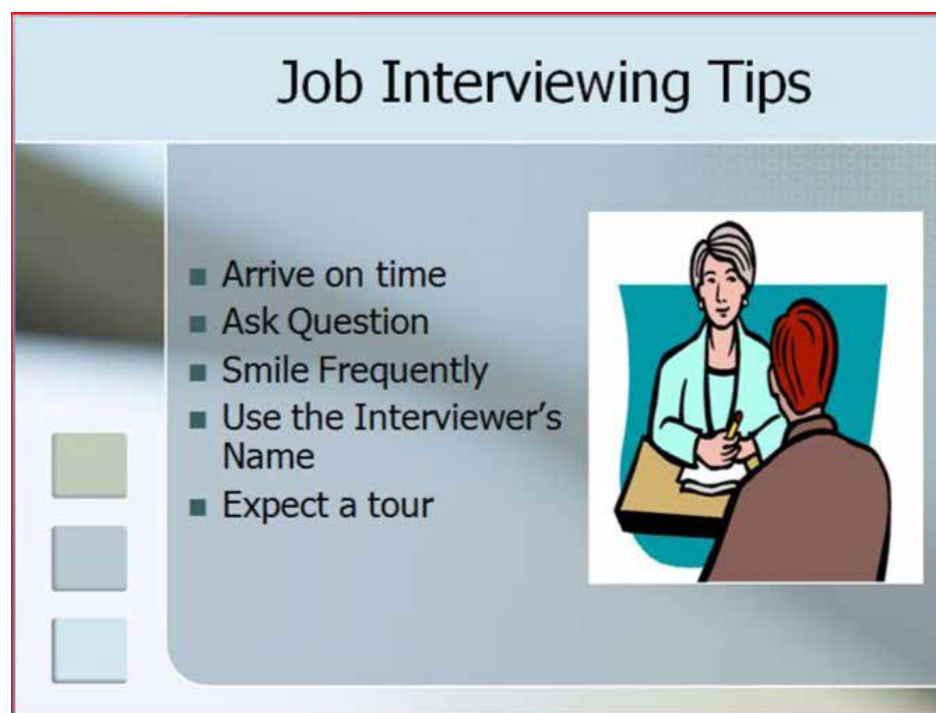 Job Interviewing Tips
Arrive on time
Ask Question
Smile Frequently
Use the Interviewer's
Name
Expect a tour